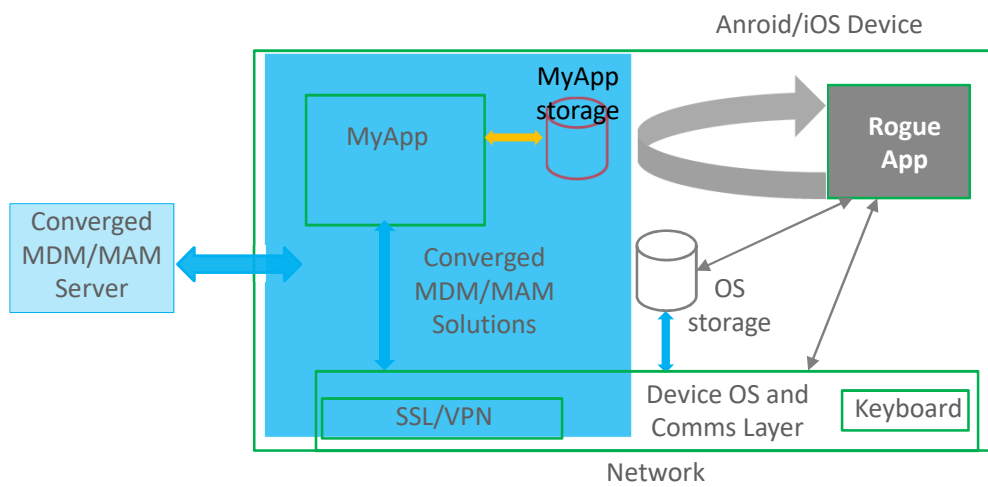 Anroid/iOS Device
MyApp
storage
MyApp
Rogue
App
Converged
MDM/MAM
Server
Converged
MDM/MAM
Solutions
OS
storage
SSL/VPN
Device OS and
Comms Layer
Keyboard
Network